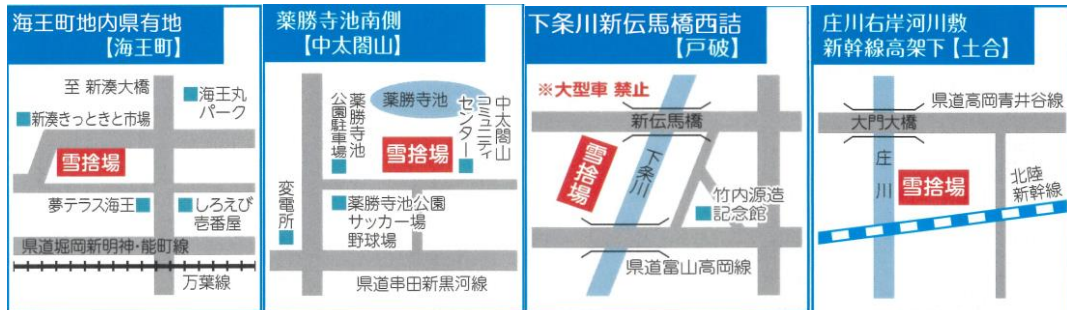 海王町地内県有地
【海王町】
至 新湊大橋
海王丸
パーク
新湊きっときと市場
雪捨場
夢テラス海王
しろえび
壱番屋
県道堀岡新明神・能町線
万葉線
薬勝寺池南側
【中太閤山】
薬勝寺池
薬勝寺池
公園駐車場
中太閤山
コミュニティ
センター
雪捨場
変電所
薬勝寺池公園
サッカー場
野球場
県道串田新黒河線
下条川新伝馬橋西詰
【戸破】
※大型車 禁止
新伝馬橋
雪捨場
下条川
竹内源造
記念館
県道富山高岡線
庄川右岸河川敷
新幹線高架下【土合】
県道高岡青井谷線
大門大橋
庄川
雪捨場
北陸
新幹線